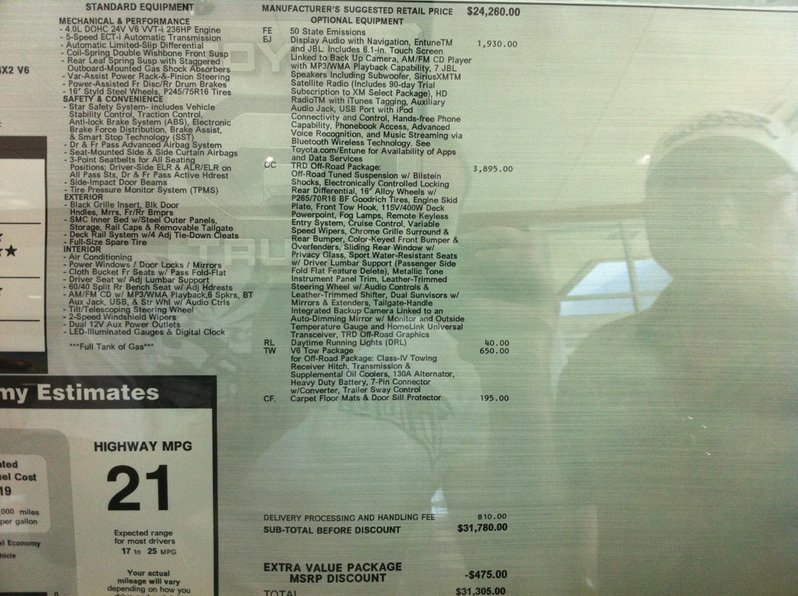 STANDARD EQUIPMENT
MECHANICAL & PERFORMANCE
- 4.0L DOHC 24V V6 VVT-i 236HP Engine
- 5-Speed ECT-i Automatic Transmission
- Automatic Limited-Slip Differential
- Coil-Spring Double Wishbone Front Susp
- Rear Leaf Spring Susp with Staggered
Outboard-Mounted Gas Shock Absorbers
- Var-Assist Power Rack-&-Pinion Steering
- Power-Assisted Fr Disc/Rr Drum Brakes
- 16" Styld Steel Wheels, P245/75R16 Tires
SAFETY & CONVENIENCE
- Star Safety System- includes Vehicle
Stability Control, Traction Control,
Anti-lock Brake System (ABS), Electronic
Brake Force Distribution, Brake Assist,
& Smart Stop Technology (SST)
- Dr & Fr Pass Advanced Airbag System
- Seat-Mounted Side & Side Curtain Airbags
- 3-Point Seatbelts for All Seating
Positions; Driver-Side ELR & ALR/ELR on
All Pass Sts, Dr & Fr Pass Active Hdrest
- Side-Impact Door Beams
- Tire Pressure Monitor System (TPMS)
EXTERIOR
- Black Grille Insert, Blk Door
Hndles, Mrrs, Fr/Rr Bmprs
- SMC Inner Bed w/Steel Outer Panels,
Storage, Rail Caps & Removable Tailgate
- Deck Rail System w/4 Adj Tie-Down Cleats
- Full-Size Spare Tire
INTERIOR
- Air Conditioning
- Power Windows / Door Locks / Mirrors
- Cloth Bucket Fr Seats w/ Pass Fold-Flat
- Driver Seat w/ Adj Lumbar Support
- 60/40 Split Rr Bench Seat w/ Adj Hdrests
- AM/FM CD w/ MP3/WMA Playback,6 Spkrs, BT
Aux Jack, USB, & Str Whl w/ Audio Ctrls
- Tilt/Telescoping Steering Wheel
- 2-Speed Windshield Wipers
- Dual 12V Aux Power Outlets
- LED-Illuminated Gauges & Digital Clock
***Full Tank of Gas***
MANUFACTURER'S SUGGESTED RETAIL PRICE $24,260.00
OPTIONAL EQUIPMENT
FE 50 State Emissions
EJ Display Audio with Navigation, EntuneTM 1,930.00
and JBL: Includes 6.1-in. Touch Screen
Linked to Back Up Camera, AM/FM CD Player
with MP3/WMA Playback Capability, 7 JBL
Speakers Including Subwoofer, SiriusXMTM
Satellite Radio (Includes 90-day Trial
Subscription to XM Select Package), HD
RadioTM with iTunes Tagging, Auxiliary
Audio Jack, USB Port with iPod
Connectivity and Control, Hands-free Phone
Capability, Phonebook Access, Advanced
Voice Recognition, and Music Streaming via
Bluetooth Wireless Technology. See
Toyota.com/Entune for Availability of Apps
and Data Services
OC TRD Off-Road Package: 3,895.00
Off-Road Tuned Suspension w/ Bilstein
Shocks, Electronically Controlled Locking
Rear Differential, 16" Alloy Wheels w/
P265/70R16 BF Goodrich Tires, Engine Skid
Plate, Front Tow Hook, 115V/400W Deck
Powerpoint, Fog Lamps, Remote Keyless
Entry System, Cruise Control, Variable
Speed Wipers, Chrome Grille Surround &
Rear Bumper, Color-Keyed Front Bumper &
Overfenders, Sliding Rear Window w/
Privacy Glass, Sport Water-Resistant Seats
w/ Driver Lumbar Support (Passenger Side
Fold Flat Feature Delete), Metallic Tone
Instrument Panel Trim, Leather-Trimmed
Steering Wheel w/ Audio Controls &
Leather-Trimmed Shifter, Dual Sunvisors w/
Mirrors & Extenders, Tailgate-Handle
Integrated Backup Camera Linked to an
Auto-Dimming Mirror w/ Monitor and Outside
Temperature Gauge and HomeLink Universal
Transceiver, TRD Off-Road Graphics
RL Daytime Running Lights (DRL) 40.00
TW V6 Tow Package 650.00
for Off-Road Package: Class-IV Towing
Receiver Hitch, Transmission &
Supplemental Oil Coolers, 130A Alternator,
Heavy Duty Battery, 7-Pin Connector
w/Converter, Trailer Sway Control
CF. Carpet Floor Mats & Door Sill Protector 195.00
DELIVERY PROCESSING AND HANDLING FEE 810.00
SUB-TOTAL BEFORE DISCOUNT $31,780.00
EXTRA VALUE PACKAGE
MSRP DISCOUNT -$475.00
TOTAL $31,305.00
4X2 V6
my Estimates
HIGHWAY MPG
21
Expected range
for most drivers
17 to 25 MPG
Your actual
mileage will vary
depending on how you
ated
uel Cost
19
,000 miles
per gallon
el Economy
hicle